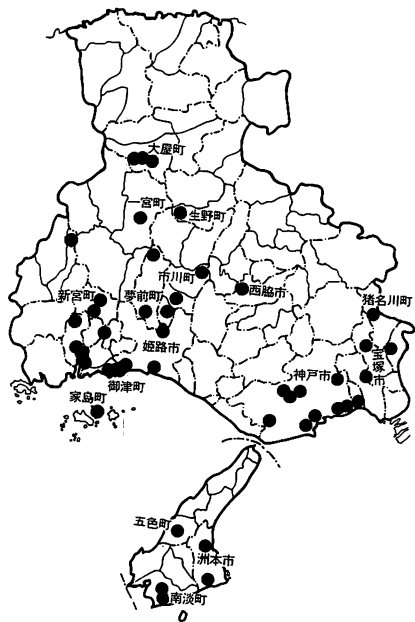 大屋町
一宮町
生野町
市川町
西脇市
新宮町
夢前町
猪名川町
姫路市
宝塚市
神戸市
御津町
家島町
五色町
洲本市
南淡町